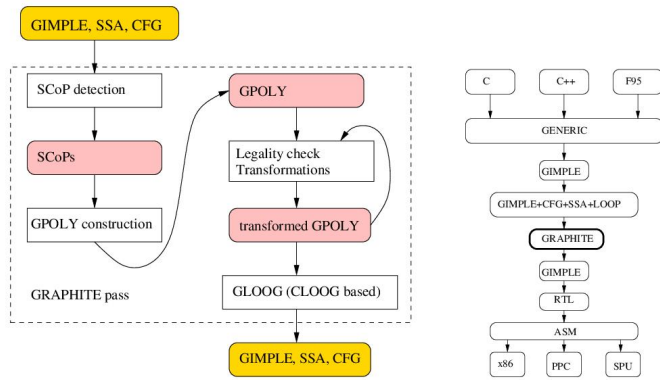 GIMPLE, SSA, CFG
SCoP detection
SCoPs
GPOLY construction
GRAPHITE pass
GPOLY
Legality check
Transformations
transformed GPOLY
GLOOG (CLOOG based)
GIMPLE, SSA, CFG
C
C++
F95
GENERIC
GIMPLE
GIMPLE+CFG+SSA+LOOP
GRAPHITE
GIMPLE
RTL
ASM
x86
PPC
SPU